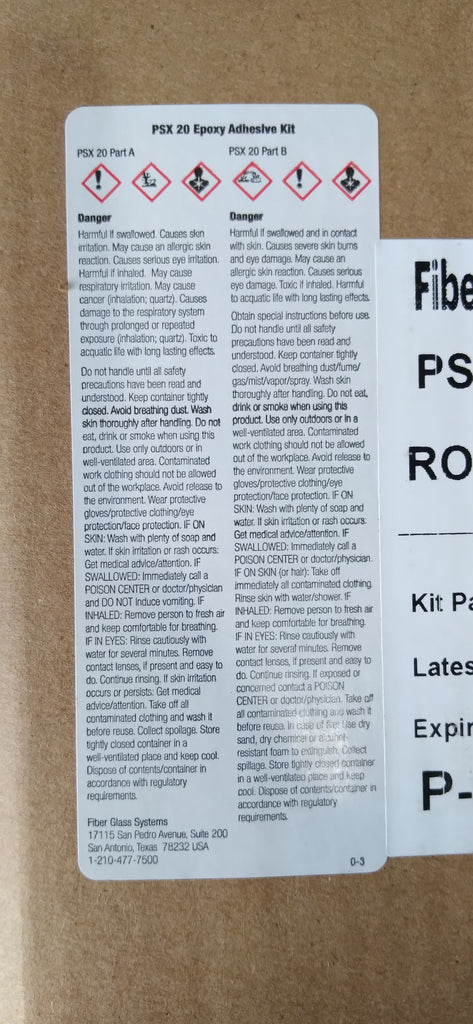 PSX 20 Epoxy Adhesive Kit
PSX 20 Part A
Danger
Harmful if swallowed. Causes skin
irritation. May cause an allergic skin
reaction. Causes serious eye irritation.
Harmful if inhaled. May cause
respiratory irritation. May cause
cancer (inhalation; quartz). Causes
damage to the respiratory system
through prolonged or repeated
exposure (inhalation; quartz). Toxic to
acquatic life with long lasting effects.
Do not handle until all safety
precautions have been read and
understood. Keep container tightly
closed. Avoid breathing dust. Wash
skin thoroughly after handling. Do not
eat, drink or smoke when using this
product. Use only outdoors or in
well-ventilated area. Contaminated
work clothing should not be allowed
out of the workplace. Avoid release to
the environment. Wear protective
gloves/protective clothing/eye
protection/face protection. IF ON
SKIN: Wash with plenty of soap and
water. If skin irritation or rash occurs:
Get medical advice/attention. IF
SWALLOWED: Immediately call a
POISON CENTER or doctor/physician
and DO NOT induce vomiting. IF
INHALED: Remove person to fresh air
and keep comfortable for breathing.
IF IN EYES: Rinse cautiously with
water for several minutes. Remove
contact lenses, if present and easy to
do. Continue rinsing. If skin irritation
occurs or persists: Get medical
advice/attention. Take off all
contaminated clothing and wash it
before reuse. Collect spoilage. Store
tightly closed container in a
well-ventilated place and keep cool.
Dispose of contents/container in
accordance with regulatory
requirements.
Fiber Glass Systems
17115 San Pedro Avenue, Suite 200
San Antonio, Texas 78232 USA
1-210-477-7500
PSX 20 Part B
Danger
Harmful if swallowed and in contact
with skin. Causes severe skin burns
and eye damage. May cause an
allergic skin reaction. Causes serious
eye damage. Toxic if inhaled. Harmful
to acquatic life with long lasting effects.
Obtain special instructions before use.
Do not handle until all safety
precautions have been read and
understood. Keep container tightly
closed. Avoid breathing dust/fume/
gas/mist/vapor/spray. Wash skin
thoroughly after handling. Do not eat,
drink or smoke when using this
product. Use only outdoors or in a
well-ventilated area. Contaminated
work clothing should not be allowed
out of the workplace. Avoid release to
the environment. Wear protective
gloves/protective clothing/eye
protection/face protection. IF ON
SKIN: Wash with plenty of soap and
water. If skin irritation or rash occurs:
Get medical advice/attention. IF
SWALLOWED: Immediately call a
POISON CENTER or doctor/physician.
IF ON SKIN (or hair): Take off
immediately all contaminated clothing.
Rinse skin with water/shower. IF
INHALED: Remove person to fresh air
and keep comfortable for breathing.
IF IN EYES: Rinse cautiously with
water for several minutes. Remove
contact lenses, if present and easy to
do. Continue rinsing. If exposed or
concerned contact a POISON
CENTER or doctor/physician. Take off
all contaminated clothing and wash it
before reuse. In case of fire: Use dry
sand, dry chemical or alcohol-
resistant foam to extinguish. Collect
spillage. Store tightly closed container
in a well-ventilated place and keep
cool. Dispose of contents/container in
accordance with regulatory
requirements.
0-3
Fibe
PS
RO
Kit Pa
Lates
Expir
P-